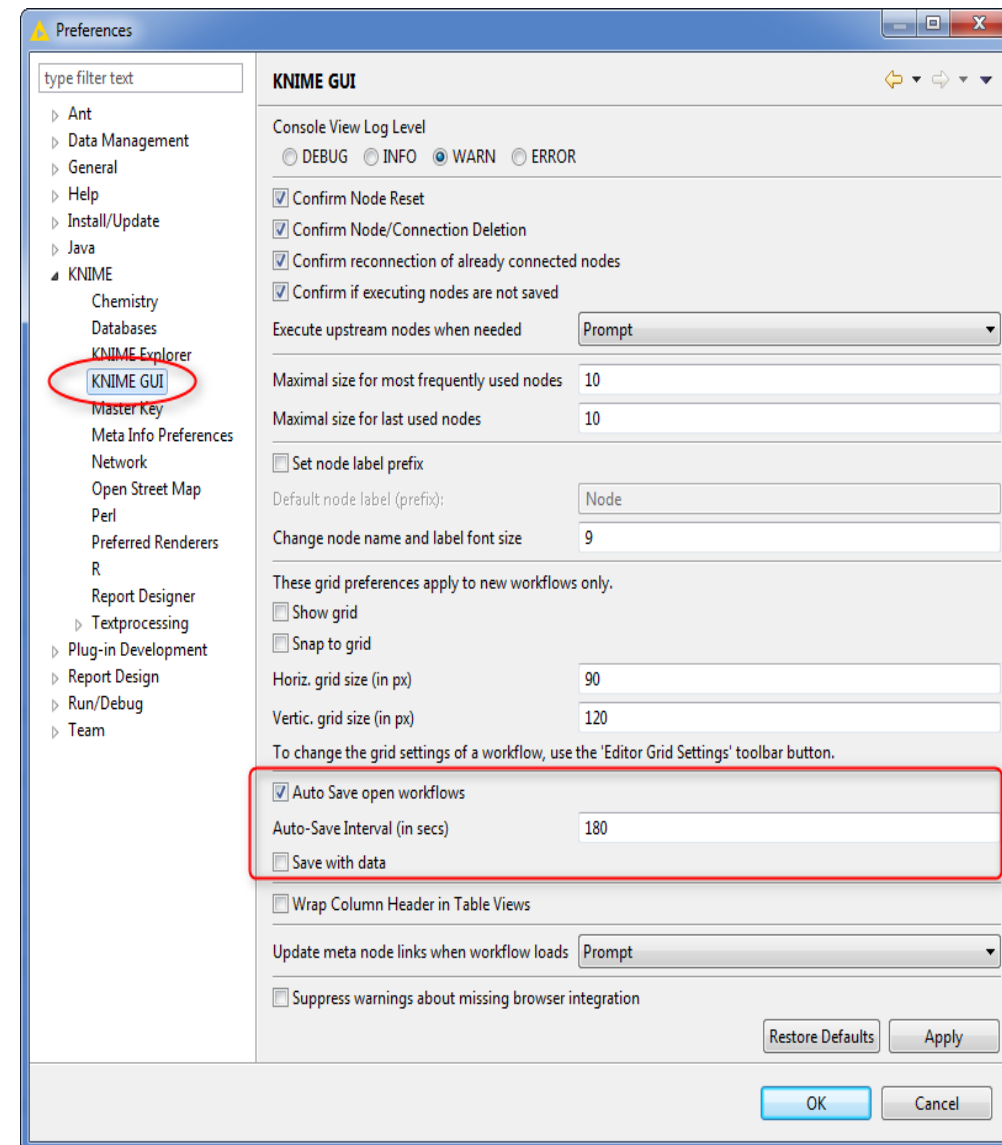 Preferences
type filter text
Ant
Data Management
General
Help
Install/Update
Java
KNIME
Chemistry
Databases
KNIME Explorer
KNIME GUI
Master Key
Meta Info Preferences
Network
Open Street Map
Perl
Preferred Renderers
R
Report Designer
Textprocessing
Plug-in Development
Report Design
Run/Debug
Team
KNIME GUI
Console View Log Level
DEBUG INFO WARN ERROR
Confirm Node Reset
Confirm Node/Connection Deletion
Confirm reconnection of already connected nodes
Confirm if executing nodes are not saved
Execute upstream nodes when needed Prompt
Maximal size for most frequently used nodes 10
Maximal size for last used nodes 10
Set node label prefix
Default node label (prefix): Node
Change node name and label font size 9
These grid preferences apply to new workflows only.
Show grid
Snap to grid
Horiz. grid size (in px) 90
Vertic. grid size (in px) 120
To change the grid settings of a workflow, use the 'Editor Grid Settings' toolbar button.
Auto Save open workflows
Auto-Save Interval (in secs) 180
Save with data
Wrap Column Header in Table Views
Update meta node links when workflow loads Prompt
Suppress warnings about missing browser integration
Restore Defaults Apply
OK Cancel